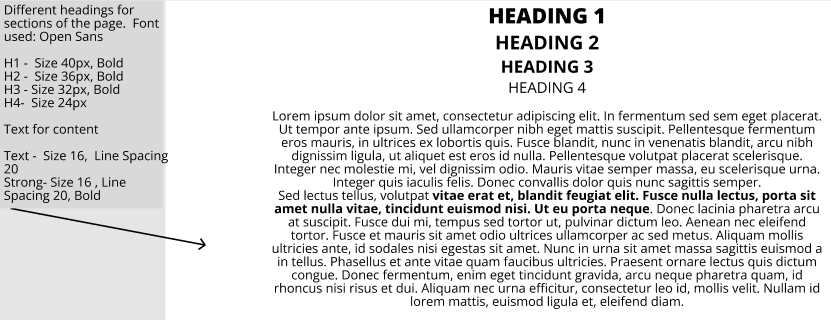 Different headings for
sections of the page.  Font
used: Open Sans
H1 -  Size 40px, Bold
H2 -  Size 36px, Bold
H3 - Size 32px, Bold
H4-  Size 24px
Text for content
Text -  Size 16,  Line Spacing
20
Strong- Size 16 , Line
Spacing 20, Bold
HEADING 1
HEADING 2
HEADING 3
HEADING 4
Lorem ipsum dolor sit amet, consectetur adipiscing elit. In fermentum sed sem eget placerat.
Ut tempor ante ipsum. Sed ullamcorper nibh eget mattis suscipit. Pellentesque fermentum
eros mauris, in ultrices ex lobortis quis. Fusce blandit, nunc in venenatis blandit, arcu nibh
dignissim ligula, ut aliquet est eros id nulla. Pellentesque volutpat placerat scelerisque.
Integer nec molestie mi, vel dignissim odio. Mauris vitae semper massa, eu scelerisque urna.
Integer quis iaculis felis. Donec convallis dolor quis nunc sagittis semper.
Sed lectus tellus, volutpat vitae erat et, blandit feugiat elit. Fusce nulla lectus, porta sit
amet nulla vitae, tincidunt euismod nisi. Ut eu porta neque. Donec lacinia pharetra arcu
at suscipit. Fusce dui mi, tempus sed tortor ut, pulvinar dictum leo. Aenean nec eleifend
tortor. Fusce et mauris sit amet odio ultrices ullamcorper ac sed metus. Aliquam mollis
ultricies ante, id sodales nisi egestas sit amet. Nunc in urna sit amet massa sagittis euismod a
in tellus. Phasellus et ante vitae quam faucibus ultricies. Praesent ornare lectus quis dictum
congue. Donec fermentum, enim eget tincidunt gravida, arcu neque pharetra quam, id
rhoncus nisi risus et dui. Aliquam nec urna efficitur, consectetur leo id, mollis velit. Nullam id
lorem mattis, euismod ligula et, eleifend diam.